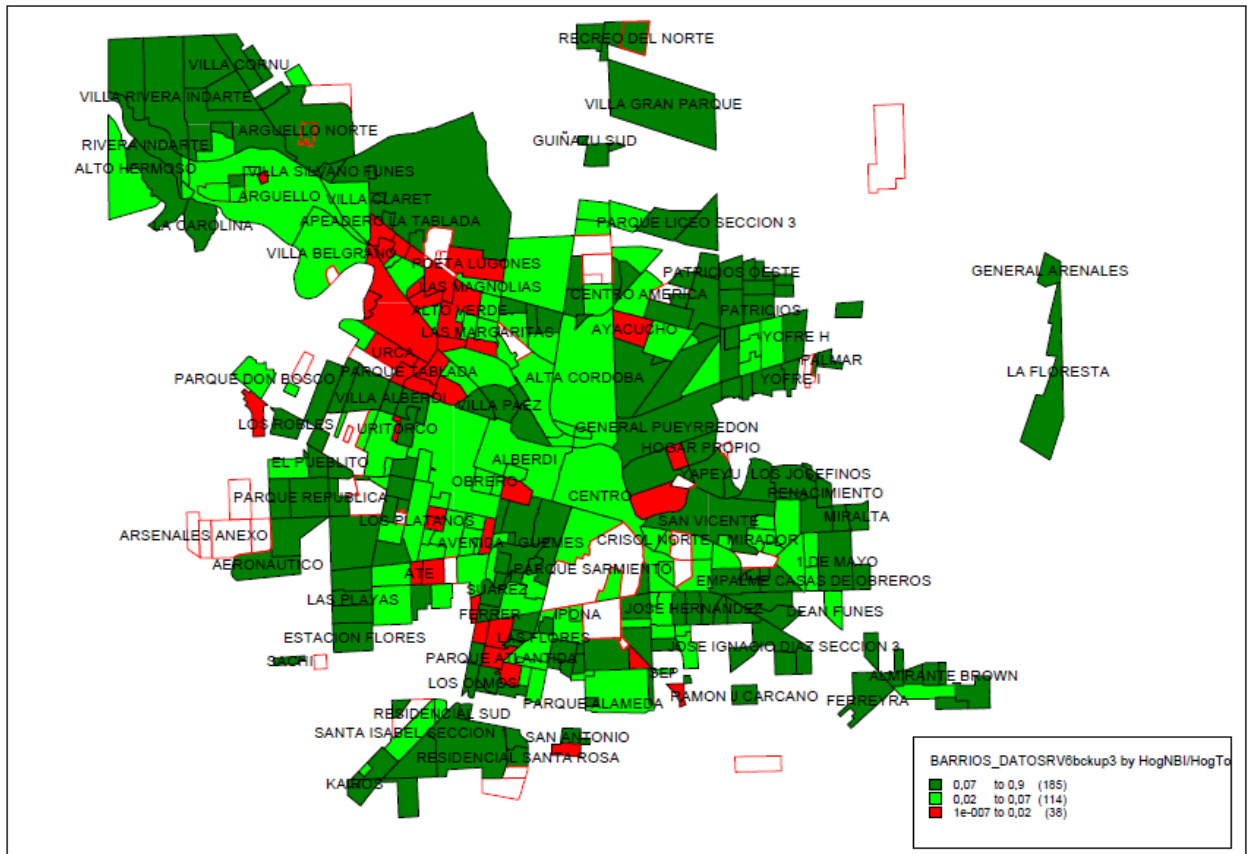 RECREO DEL NORTE
VILLA CORNU
VILLA RIVERA INDARTE
VILLA GRAN PARQUE
ARGUELLO NORTE
GUIÑAZU SUD
RIVERA INDARTE
ALTO HERMOSO
VILLA SILVANO FUNES
ARGUELLO
VILLA CLARET
LA CAROLINA
APEADERO LA TABLADA
PARQUE LICEO SECCION 3
VILLA BELGRANO
POETA LUGONES
PATRICIOS OESTE
GENERAL ARENALES
LAS MAGNOLIAS
CENTRO AMERICA
ALTO VERDE
PATRICIOS
LAS MARGARITAS
AYACUCHO
YOFRE H
URCA
PALMAR
PARQUE DON BOSCO
PARQUE TABLADA
ALTA CORDOBA
YOFRE I
LA FLORESTA
VILLA ALBERDI
VILLA PAEZ
LOS ROBLES
URITORCO
GENERAL PUEYRREDON
HOGAR PROPIO
EL PUEBLITO
ALBERDI
YAPEYU
LOS JOSEFINOS
OBRERO
PARQUE REPUBLICA
CENTRO
RENACIMIENTO
LOS PLATANOS
SAN VICENTE
MIRALTA
ARSENALES ANEXO
AVENIDA
GUEMES
CRISOL NORTE
MIRADOR
AERONAUTICO
ATE
PARQUE SARMIENTO
1 DE MAYO
EMPALME CASAS DE OBREROS
SUAREZ
LAS PLAYAS
FERRER
IPONA
JOSE HERNANDEZ
DEAN FUNES
ESTACION FLORES
LAS FLORES
JOSE IGNACIO DIAZ SECCION 3
SACHI
PARQUE ATLANTIDA
SEP
ALMIRANTE BROWN
LOS OLMOS
RAMON J CARCANO
FERREYRA
PARQUE ALAMEDA
RESIDENCIAL SUD
SANTA ISABEL SECCION 1
SAN ANTONIO
RESIDENCIAL SANTA ROSA
KAIROS
BARRIOS_DATOSRV6bckup3 by HogNBI/HogTo
0,07 to 0,9 (185)
0,02 to 0,07 (114)
1e-007 to 0,02 (38)